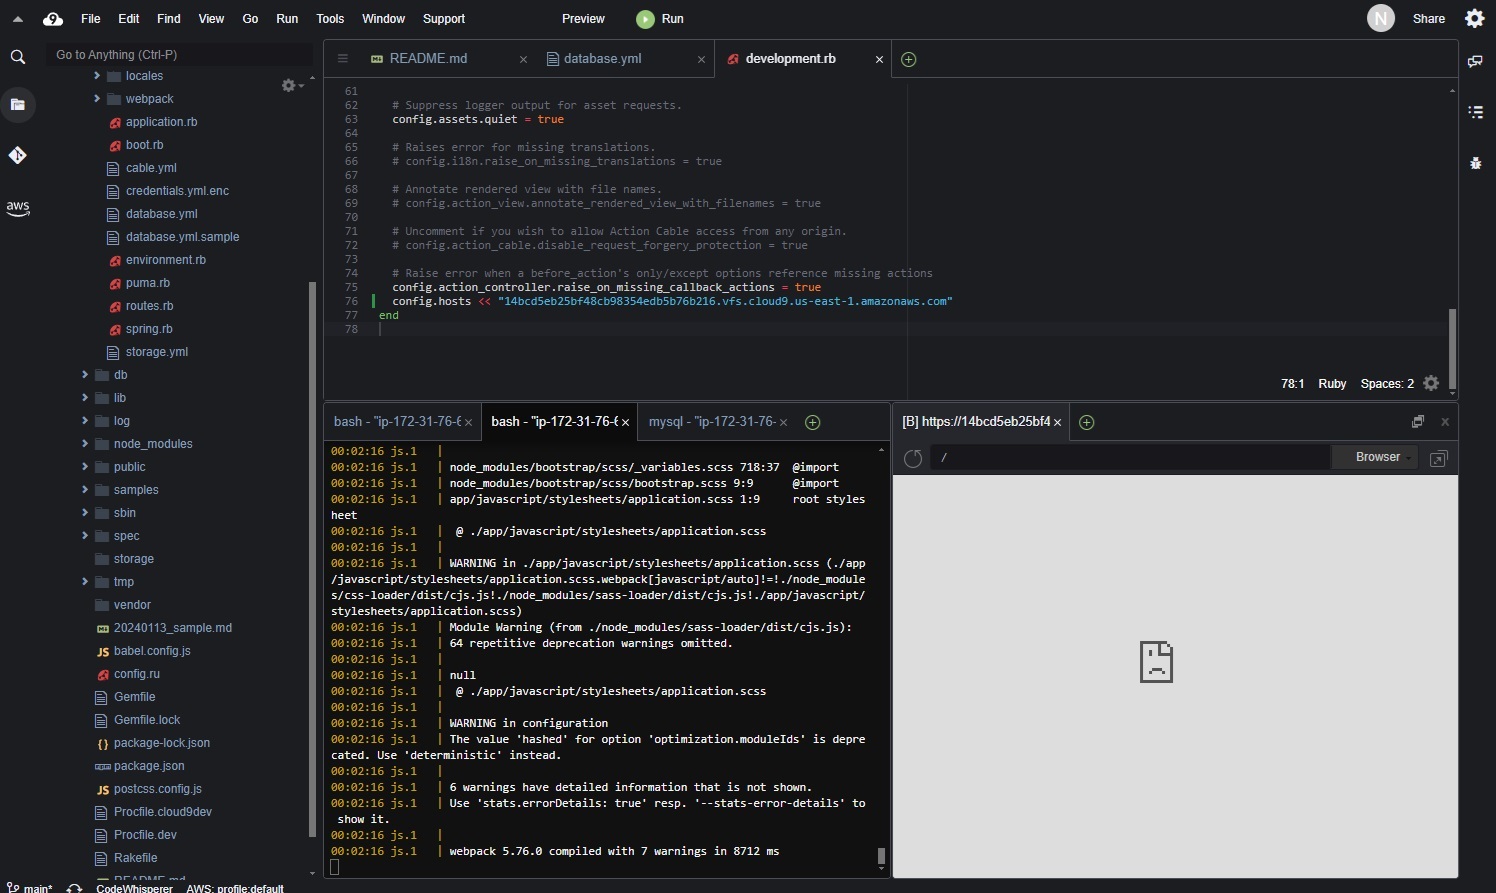 File Edit Find View Go Run Tools Window Support Preview Run N Share
Go to Anything (Ctrl-P)
aws
locales
webpack
application.rb
boot.rb
cable.yml
credentials.yml.enc
database.yml
database.yml.sample
environment.rb
puma.rb
routes.rb
spring.rb
storage.yml
db
lib
log
node_modules
public
samples
sbin
spec
storage
tmp
vendor
20240113_sample.md
babel.config.js
config.ru
Gemfile
Gemfile.lock
package-lock.json
package.json
postcss.config.js
Procfile.cloud9dev
Procfile.dev
Rakefile
README.md
README.md
database.yml
development.rb
61
62 # Suppress logger output for asset requests.
63 config.assets.quiet = true
64
65 # Raises error for missing translations.
66 # config.i18n.raise_on_missing_translations = true
67
68 # Annotate rendered view with file names.
69 # config.action_view.annotate_rendered_view_with_filenames = true
70
71 # Uncomment if you wish to allow Action Cable access from any origin.
72 # config.action_cable.disable_request_forgery_protection = true
73
74 # Raise error when a before_action's only/except options reference missing actions
75 config.action_controller.raise_on_missing_callback_actions = true
76 config.hosts << "14bcd5eb25bf48cb98354edb5b76b216.vfs.cloud9.us-east-1.amazonaws.com"
77 end
78
78:1 Ruby Spaces: 2
bash - "ip-172-31-76-6
bash - "ip-172-31-76-6
mysql - "ip-172-31-76-
00:02:16 js.1 |
00:02:16 js.1 | node_modules/bootstrap/scss/_variables.scss 718:37 @import
00:02:16 js.1 | node_modules/bootstrap/scss/bootstrap.scss 9:9 @import
00:02:16 js.1 | app/javascript/stylesheets/application.scss 1:9 root styles
heet
00:02:16 js.1 | @ ./app/javascript/stylesheets/application.scss
00:02:16 js.1 |
00:02:16 js.1 | WARNING in ./app/javascript/stylesheets/application.scss (./app
/javascript/stylesheets/application.scss.webpack[javascript/auto]!=!./node_module
s/css-loader/dist/cjs.js!./node_modules/sass-loader/dist/cjs.js!./app/javascript/
stylesheets/application.scss)
00:02:16 js.1 | Module Warning (from ./node_modules/sass-loader/dist/cjs.js):
00:02:16 js.1 | 64 repetitive deprecation warnings omitted.
00:02:16 js.1 |
00:02:16 js.1 | null
00:02:16 js.1 | @ ./app/javascript/stylesheets/application.scss
00:02:16 js.1 |
00:02:16 js.1 | WARNING in configuration
00:02:16 js.1 | The value 'hashed' for option 'optimization.moduleIds' is depre
cated. Use 'deterministic' instead.
00:02:16 js.1 |
00:02:16 js.1 | 6 warnings have detailed information that is not shown.
00:02:16 js.1 | Use 'stats.errorDetails: true' resp. '--stats-error-details' to
show it.
00:02:16 js.1 |
00:02:16 js.1 | webpack 5.76.0 compiled with 7 warnings in 8712 ms
[B] https://14bcd5eb25bf4
/
Browser
main* CodeWhisperer AWS: profile:default